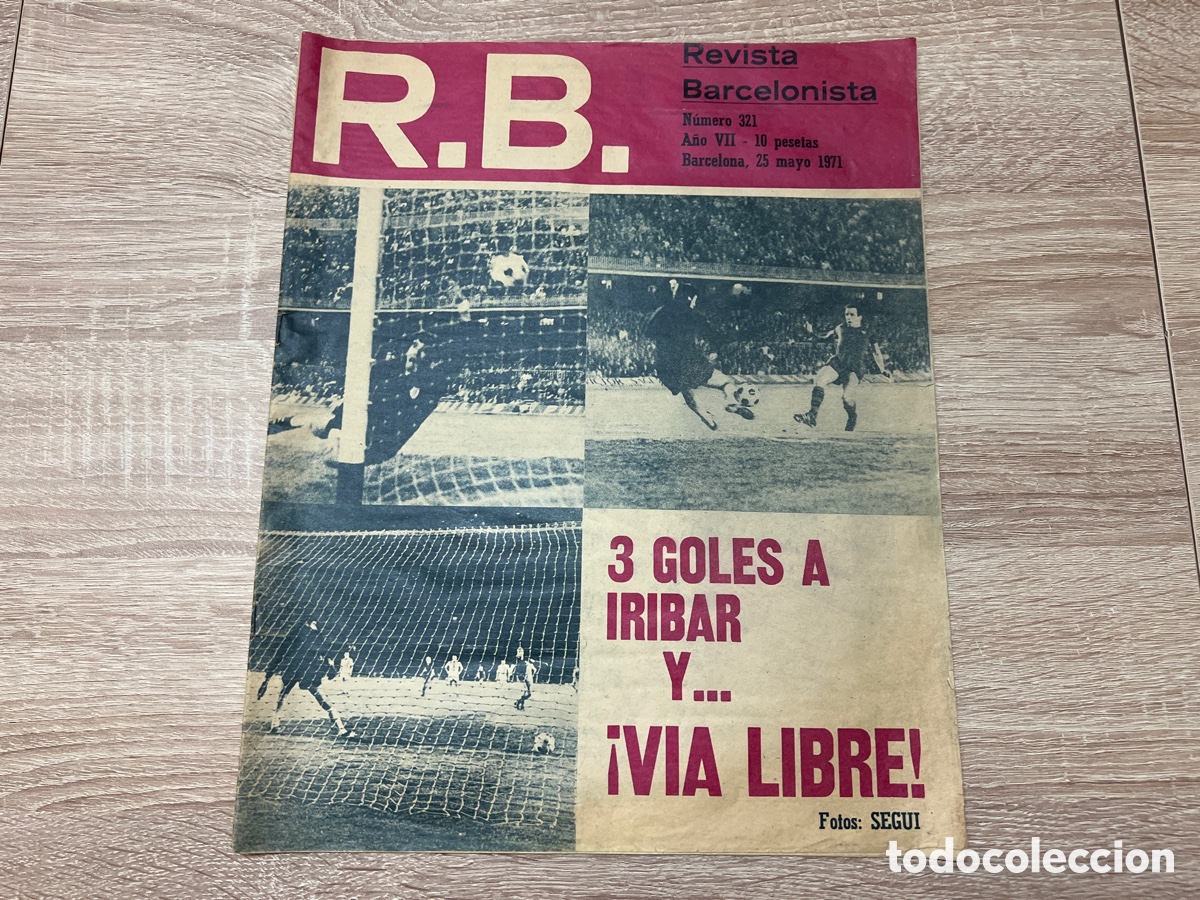 R.B.
Revista
Barcelonista
Número 321
Año VII - 10 pesetas
Barcelona, 25 mayo 1971
3 GOLES A
IRIBAR
Y...
¡VIA LIBRE!
Fotos: SEGUI
todocoleccion